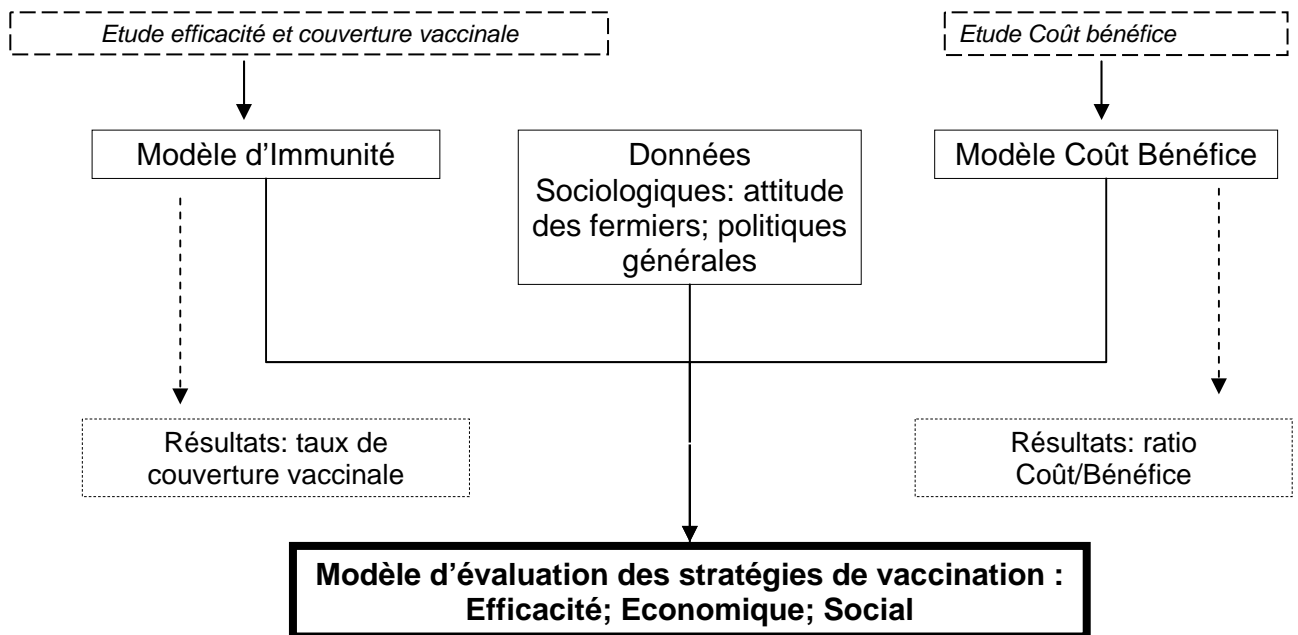 Etude efficacité et couverture vaccinale
Etude Coût bénéfice
Modèle d’Immunité
Données
Sociologiques: attitude
des fermiers; politiques
générales
Modèle Coût Bénéfice
Résultats: taux de
couverture vaccinale
Résultats: ratio
Coût/Bénéfice
Modèle d’évaluation des stratégies de vaccination :
Efficacité; Economique; Social